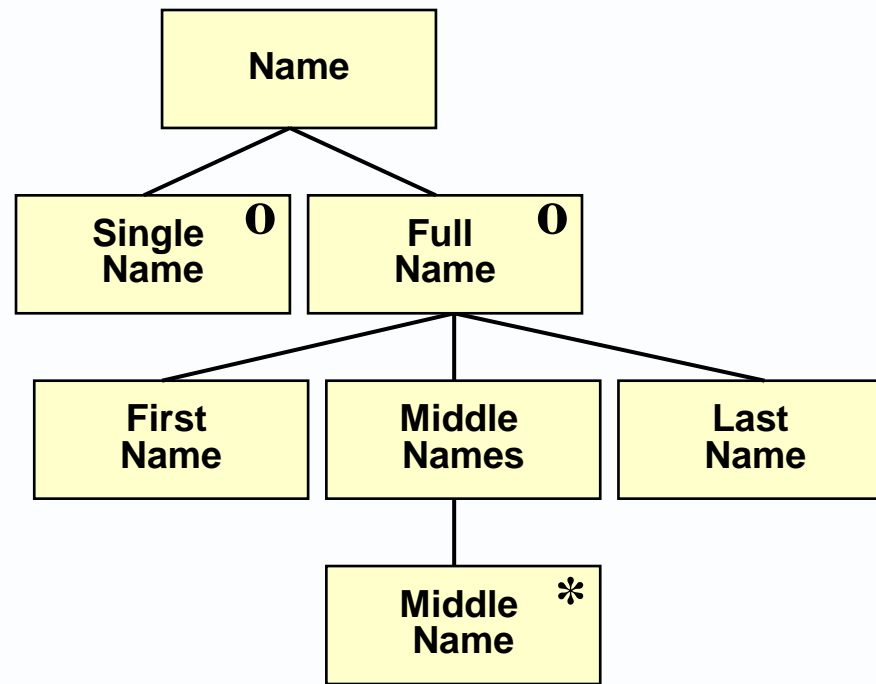 Name
Single o
Name
Full o
Name
First
Name
Middle
Names
Last
Name
Middle *
Name